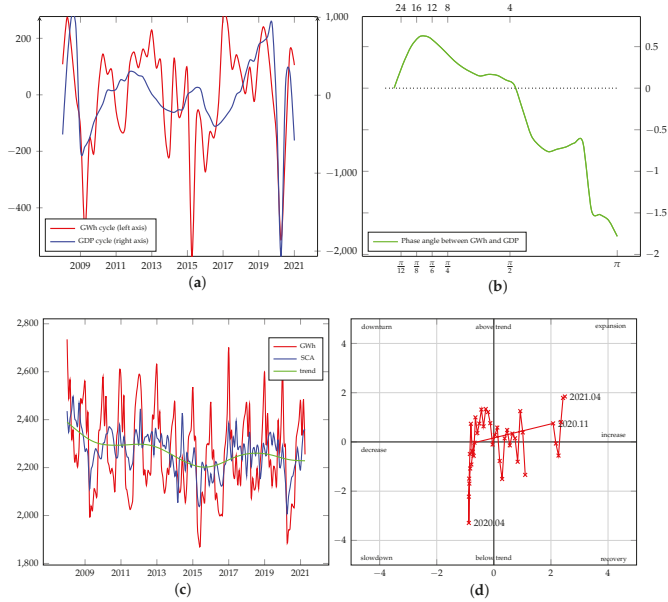 24 16 12 8 4
200
0
−200
−400
1,000
0
−1,000
−2,000
GWh cycle (left axis)
GDP cycle (right axis)
2009 2011 2013 2015 2017 2019 2021
(a)
0.5
0
−0.5
−1
−1.5
−2
Phase angle between GWh and GDP
π/12 π/8 π/6 π/4 π/2 π
(b)
2,800
2,600
2,400
2,200
2,000
1,800
GWh
SCA
trend
2009 2011 2013 2015 2017 2019 2021
(c)
downturn above trend expansion
4
2
0
−2
−4
2021.04
2020.11
increase
decrease
2020.04
slowdown below trend recovery
−4 −2 0 2 4
(d)